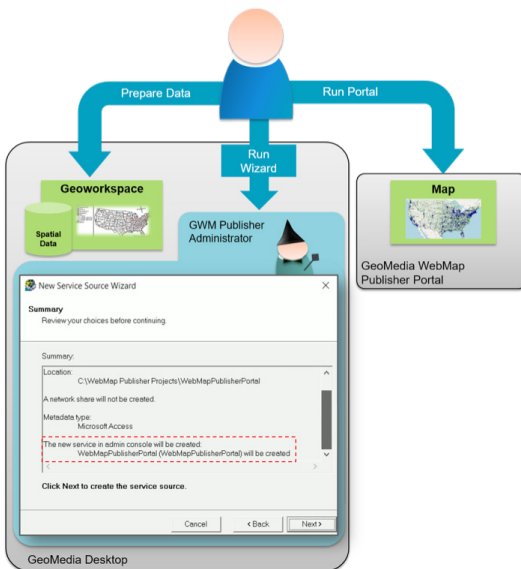 Prepare Data
Run Portal
Run
Wizard
Geoworkspace
Spatial
Data
GWM Publisher
Administrator
Map
GeoMedia WebMap
Publisher Portal
New Service Source Wizard
Summary
Review your choices before continuing.
Summary:
Location:
C:\WebMap Publisher Projects\WebMapPublisherPortal
A network share will not be created.
Metadata type:
Microsoft Access
The new service in admin console will be created:
WebMapPublisherPortal (WebMapPublisherPortal) will be created
Click Next to create the service source.
Cancel
< Back
Next >
GeoMedia Desktop